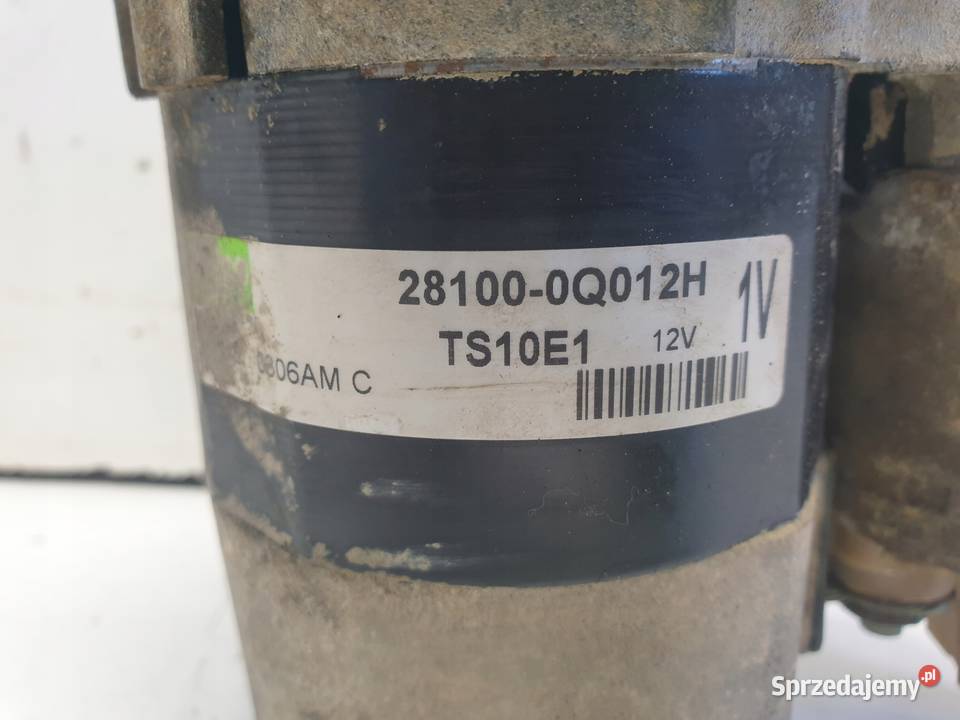 28100-0Q012H
TS10E1 12V 1V
AM C
Sprzedajemy.pl